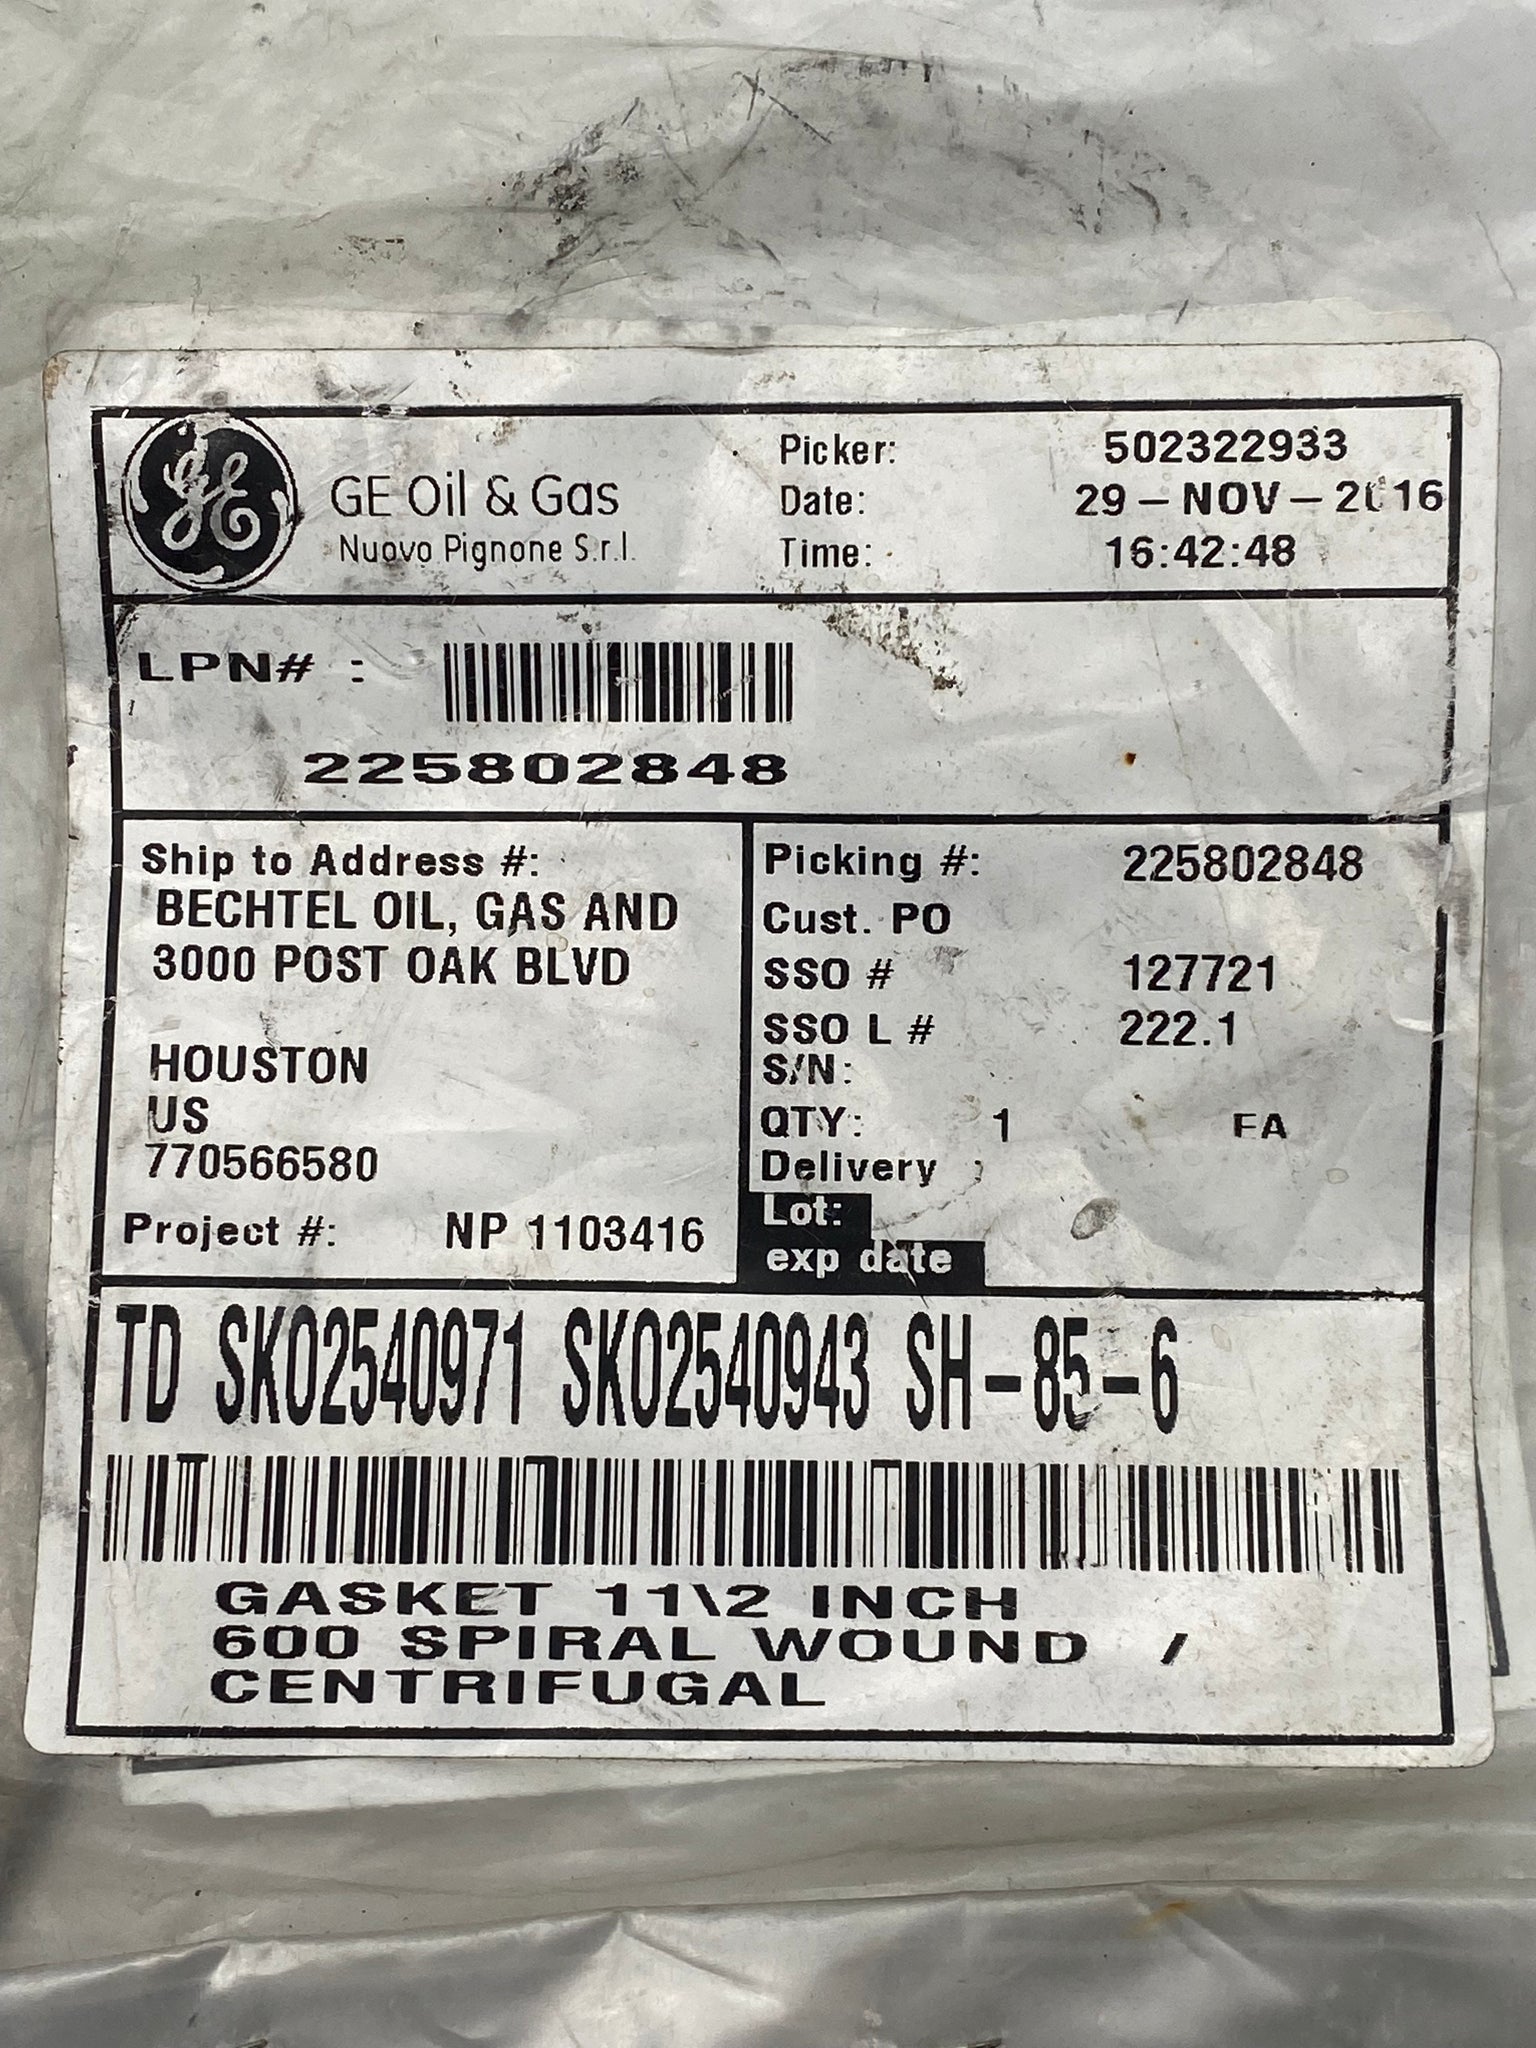 GE
GE Oil & Gas
Nuovo Pignone S.r.l.
Picker: 502322933
Date: 29-NOV-2016
Time: 16:42:48
LPN# :
225802848
Ship to Address #:
BECHTEL OIL, GAS AND
3000 POST OAK BLVD
HOUSTON
US
770566580
Project #: NP 1103416
Picking #: 225802848
Cust. PO
SSO # 127721
SSO L # 222.1
S/N:
QTY: 1 EA
Delivery :
Lot:
exp date
TD SKO2540971 SKO2540943 SH-85-6
GASKET 11\2 INCH
600 SPIRAL WOUND /
CENTRIFUGAL